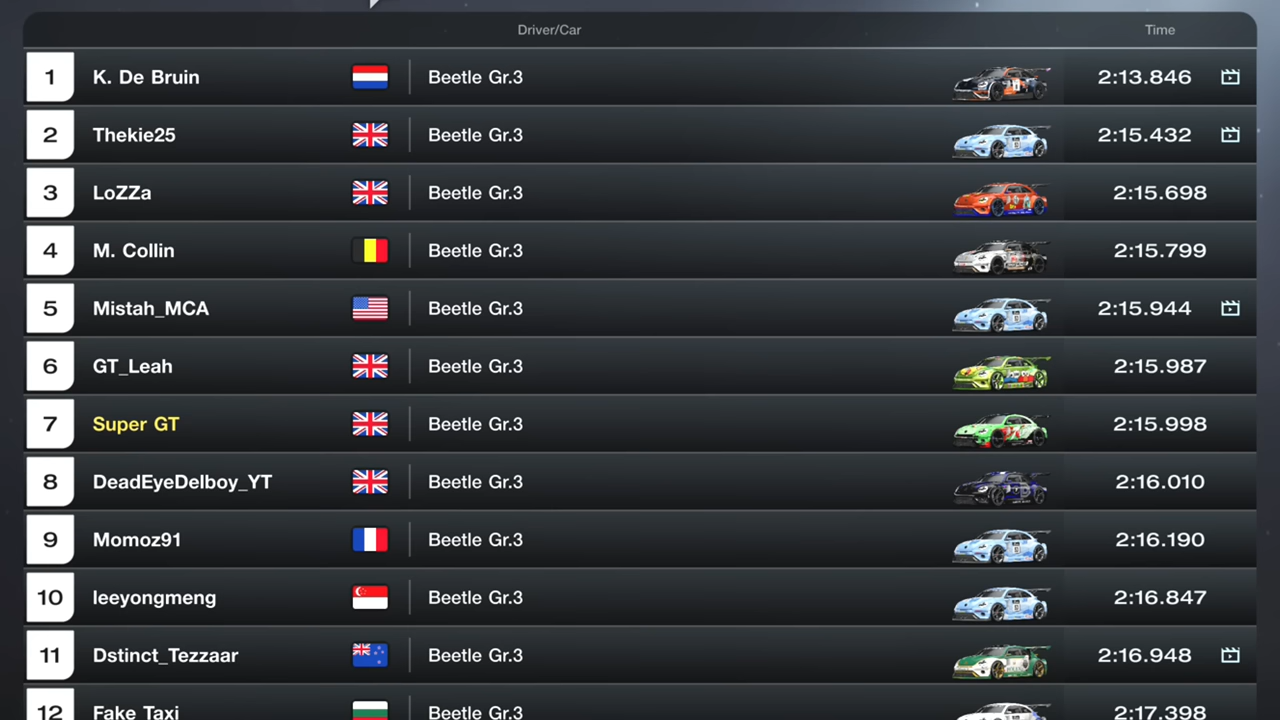 Driver/Car Time
1 K. De Bruin Beetle Gr.3 2:13.846
2 Thekie25 Beetle Gr.3 2:15.432
3 LoZZa Beetle Gr.3 2:15.698
4 M. Collin Beetle Gr.3 2:15.799
5 Mistah_MCA Beetle Gr.3 2:15.944
6 GT_Leah Beetle Gr.3 2:15.987
7 Super GT Beetle Gr.3 2:15.998
8 DeadEyeDelboy_YT Beetle Gr.3 2:16.010
9 Momoz91 Beetle Gr.3 2:16.190
10 leeyongmeng Beetle Gr.3 2:16.847
11 Dstinct_Tezzaar Beetle Gr.3 2:16.948
12 Fake Taxi Beetle Gr.3 2:17.398